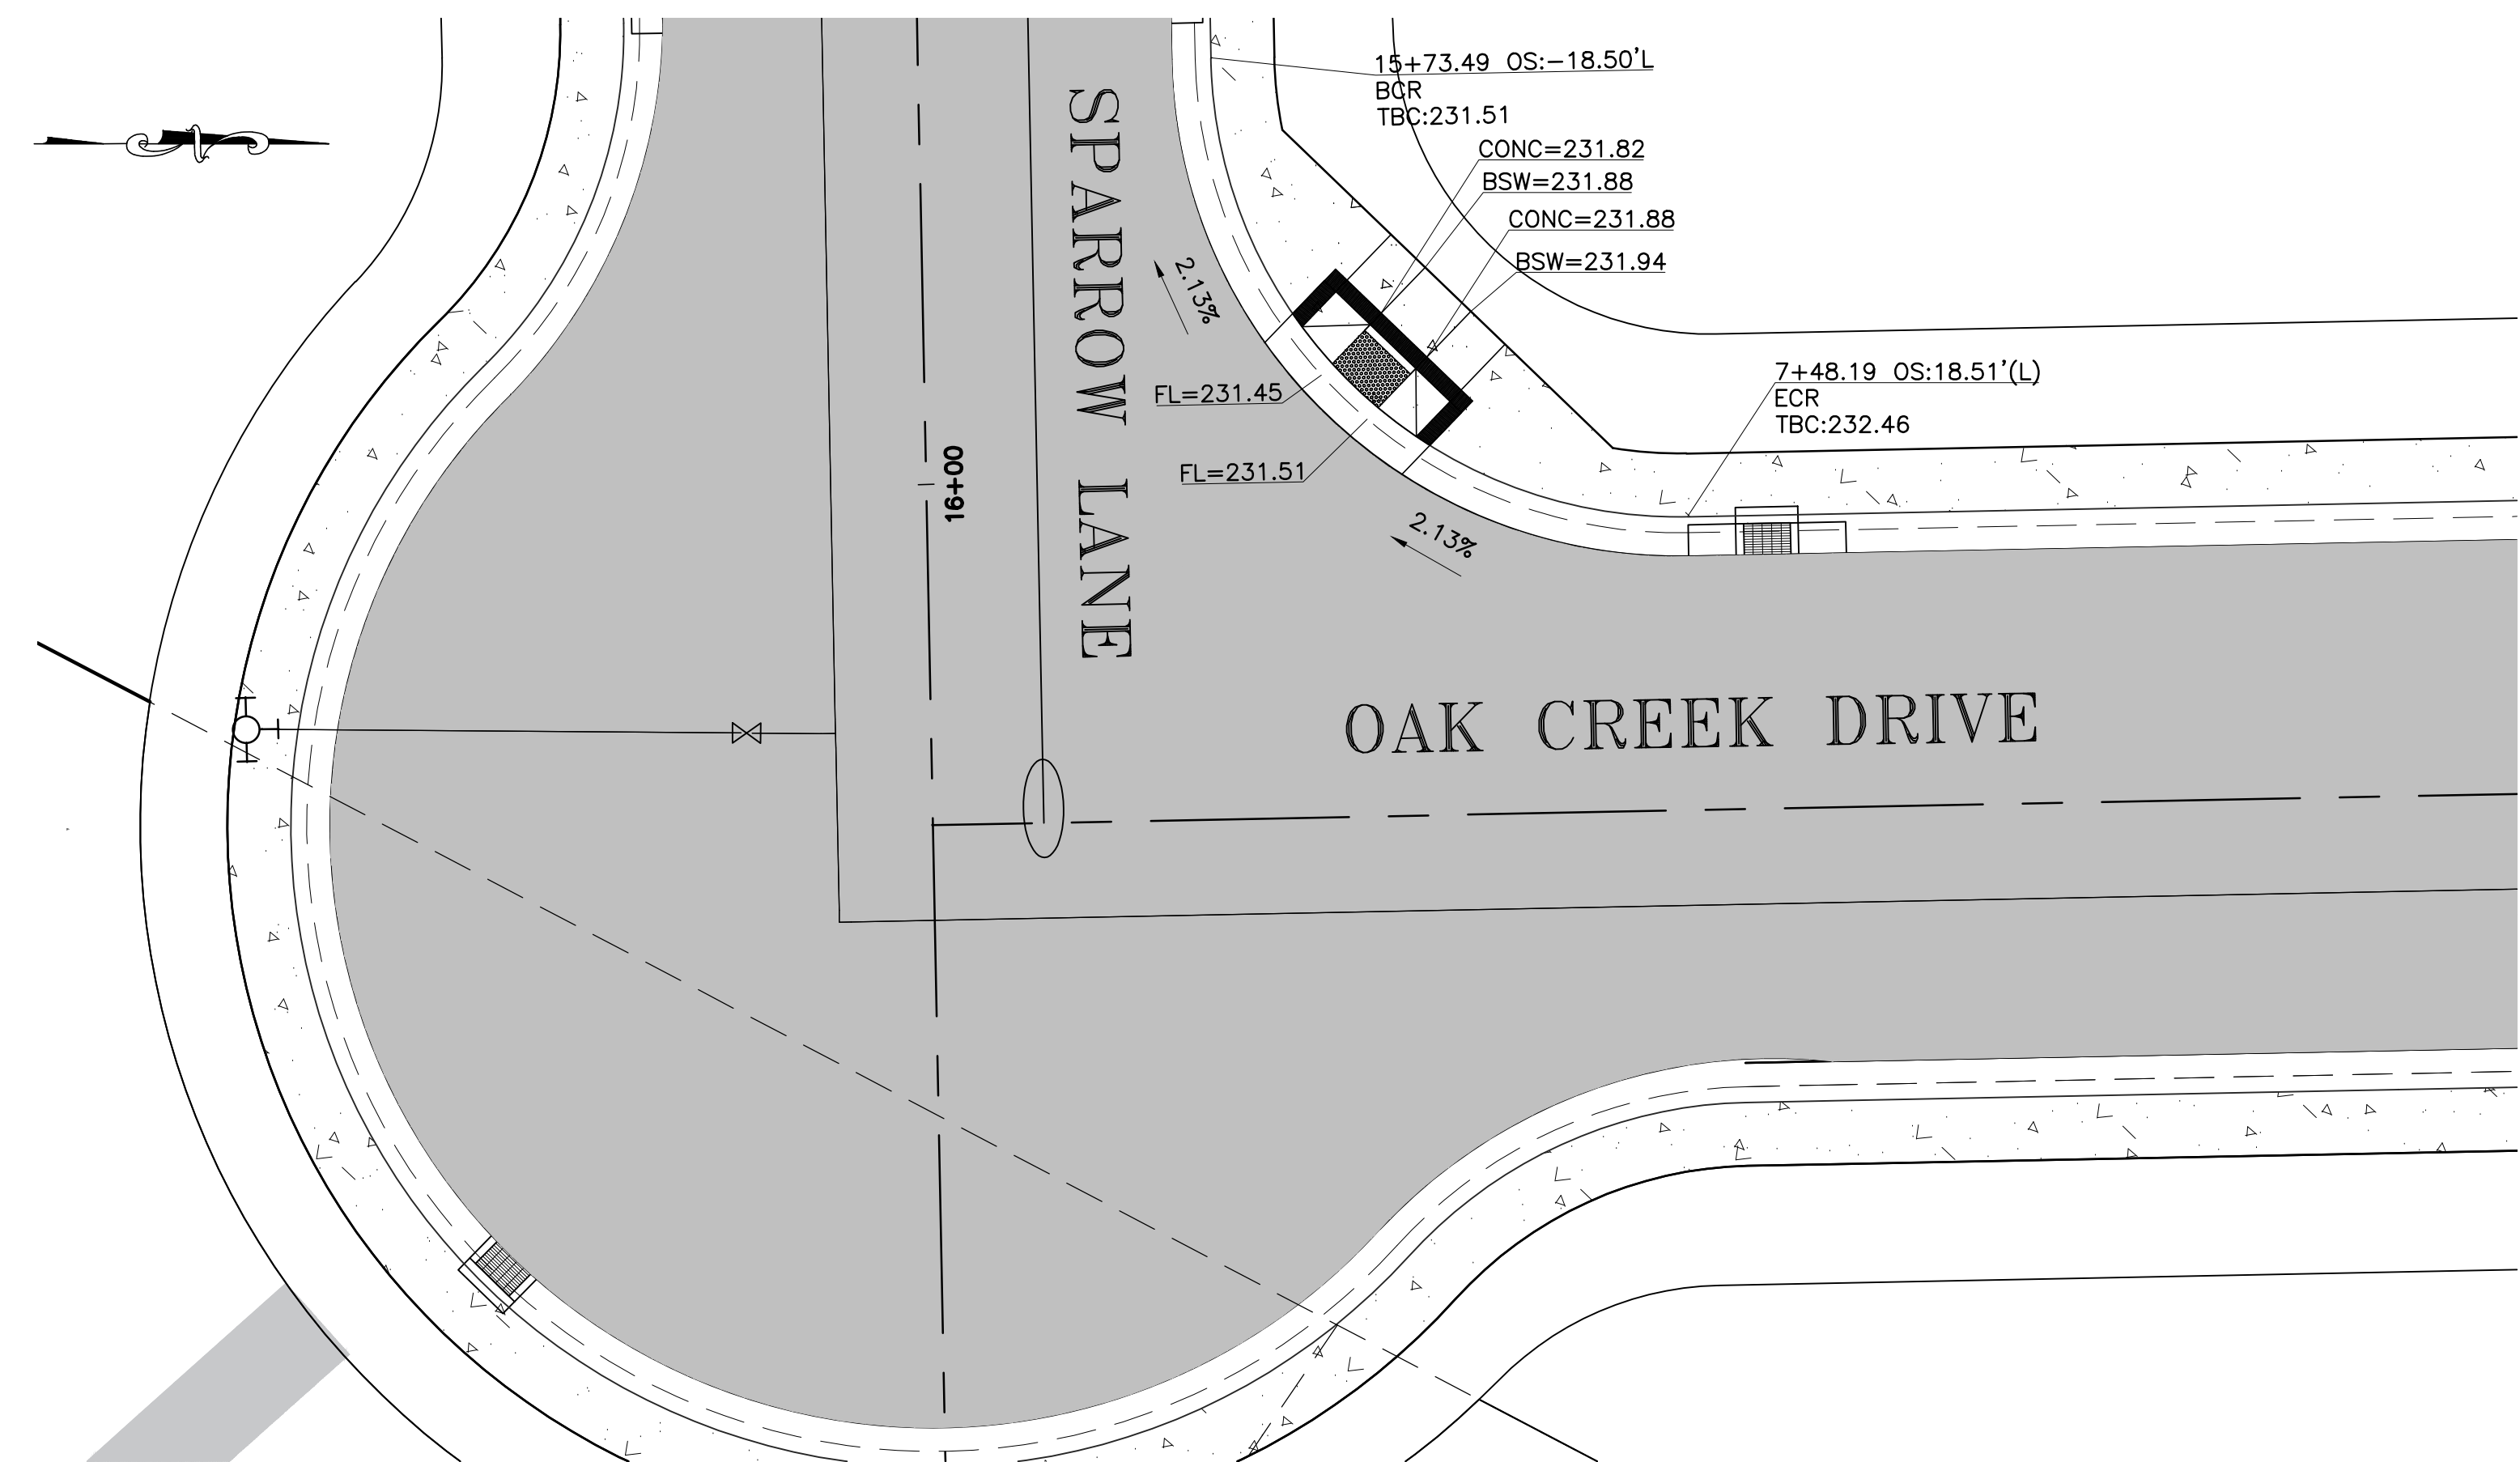 15+73.49 OS:-18.50'L
BCR
TBC:231.51
CONC=231.82
BSW=231.88
CONC=231.88
BSW=231.94
2.13%
SPARROW LANE
FL=231.45
7+48.19 OS:18.51'(L)
ECR
TBC:232.46
16+00
FL=231.51
2.13%
OAK CREEK DRIVE